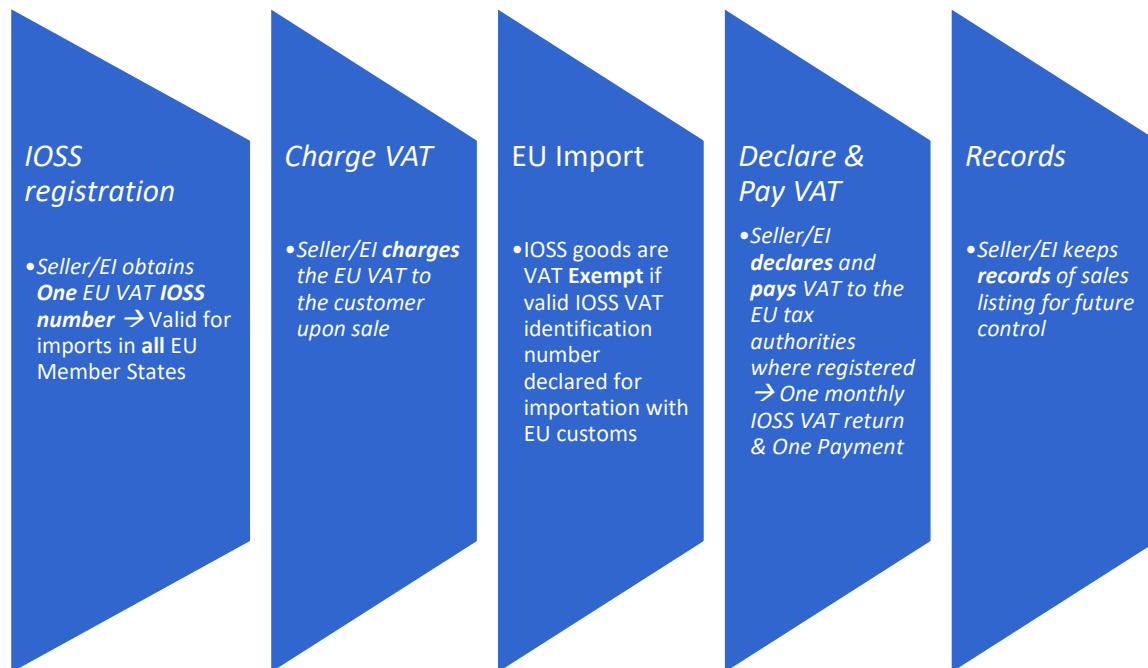 IOSS
registration
•Seller/EI obtains
One EU VAT IOSS
number → Valid for
imports in all EU
Member States
Charge VAT
•Seller/EI charges
the EU VAT to
the customer
upon sale
EU Import
•IOSS goods are
VAT Exempt if
valid IOSS VAT
identification
number
declared for
importation with
EU customs
Declare &
Pay VAT
•Seller/EI
declares and
pays VAT to the
EU tax
authorities
where registered
→ One monthly
IOSS VAT return
& One Payment
Records
•Seller/EI keeps
records of sales
listing for future
control